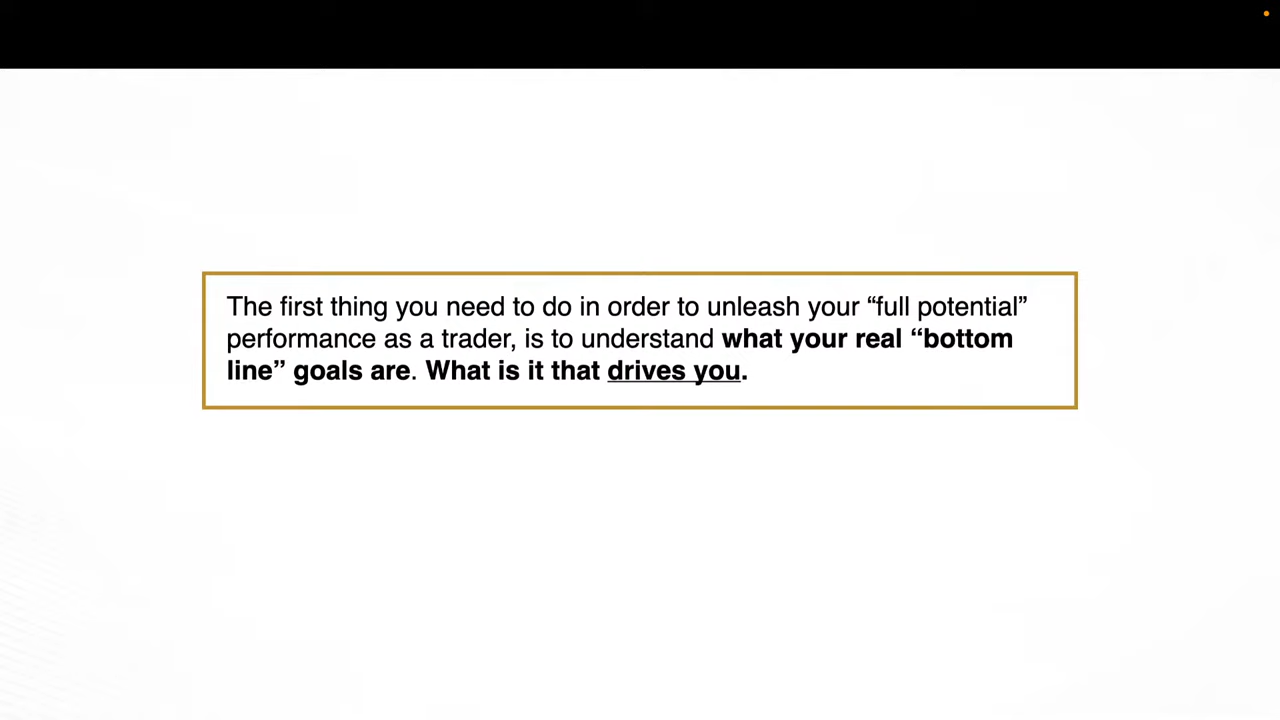 The first thing you need to do in order to unleash your “full potential”
performance as a trader, is to understand what your real “bottom
line” goals are. What is it that drives you.